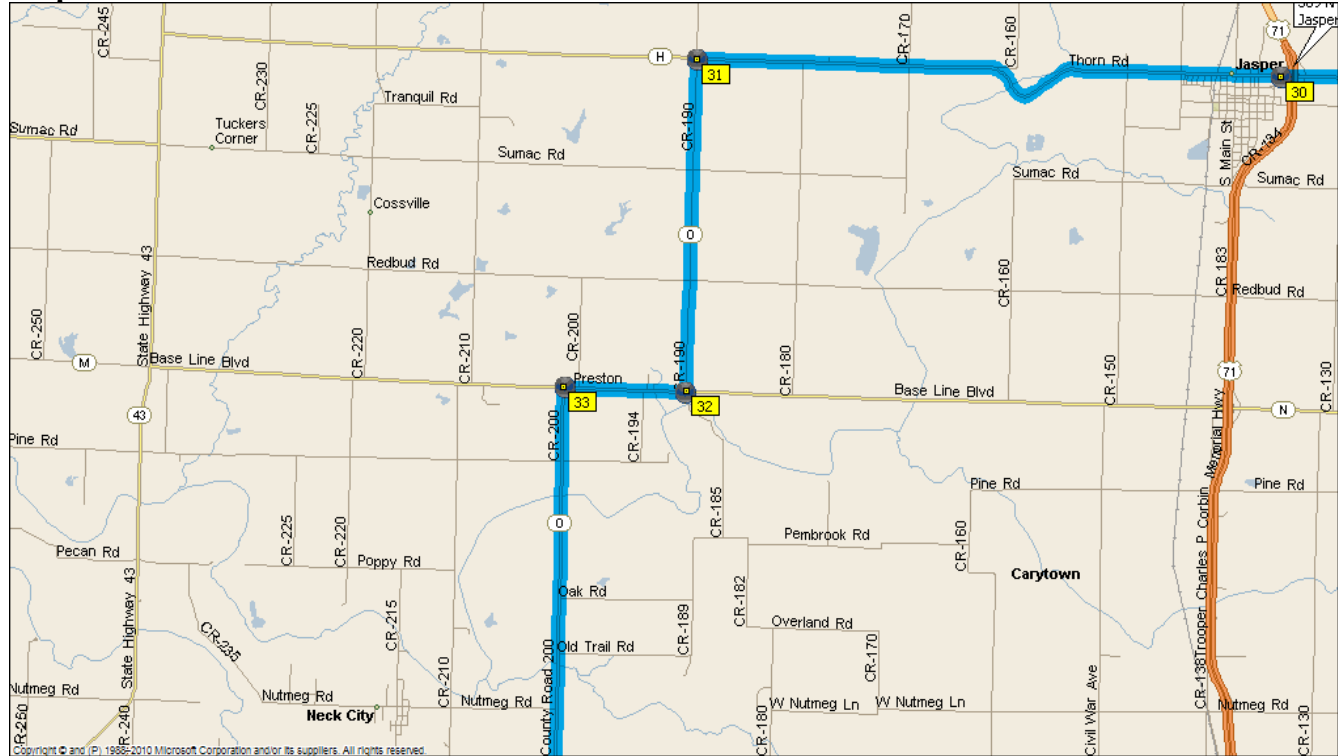 CR-245
71
Jasper
CR-170
CR-160
H
31
Thorn Rd
Jasper
30
CR-230
CR-225
Tranquil Rd
Tuckers
Corner
Sumac Rd
CR-190
Sumac Rd
S Main St
CR-134
Sumac Rd
Sumac Rd
Cossville
O
State Highway 43
Redbud Rd
CR-160
CR 183
Redbud Rd
CR-250
CR-220
CR-210
CR-200
CR-180
CR-150
CR-130
M
Base Line Blvd
Preston
33
32
Base Line Blvd
71
N
43
CR-200
CR-194
Pine Rd
CR-185
Pine Rd
Pine Rd
Memorial Hwy
O
Pembrook Rd
CR-160
Pecan Rd
CR-225
CR-220
Poppy Rd
Carytown
Oak Rd
CR-182
CR-189
Trooper Charles P Corbin
State Highway 43
CR-235
CR-215
Overland Rd
Old Trail Rd
CR-170
CR-210
County Road 200
CR-138
Nutmeg Rd
Nutmeg Rd
Nutmeg Rd
W Nutmeg Ln
W Nutmeg Ln
Nutmeg Rd
Neck City
CR-240
CR-180
Civil War Ave
CR-130
Copyright © and (P) 1988-2010 Microsoft Corporation and/or its suppliers. All rights reserved.